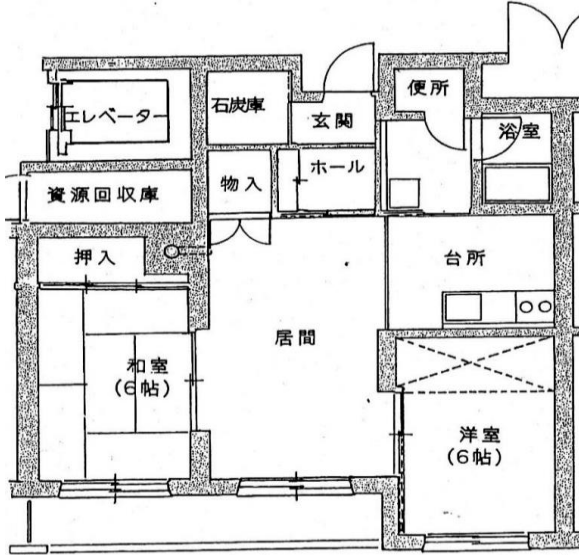 便所
エレベーター
石炭庫
玄関
浴室
ホール
物入
資源回収庫
押入
台所
居間
和室
(6帖)
洋室
(6帖)